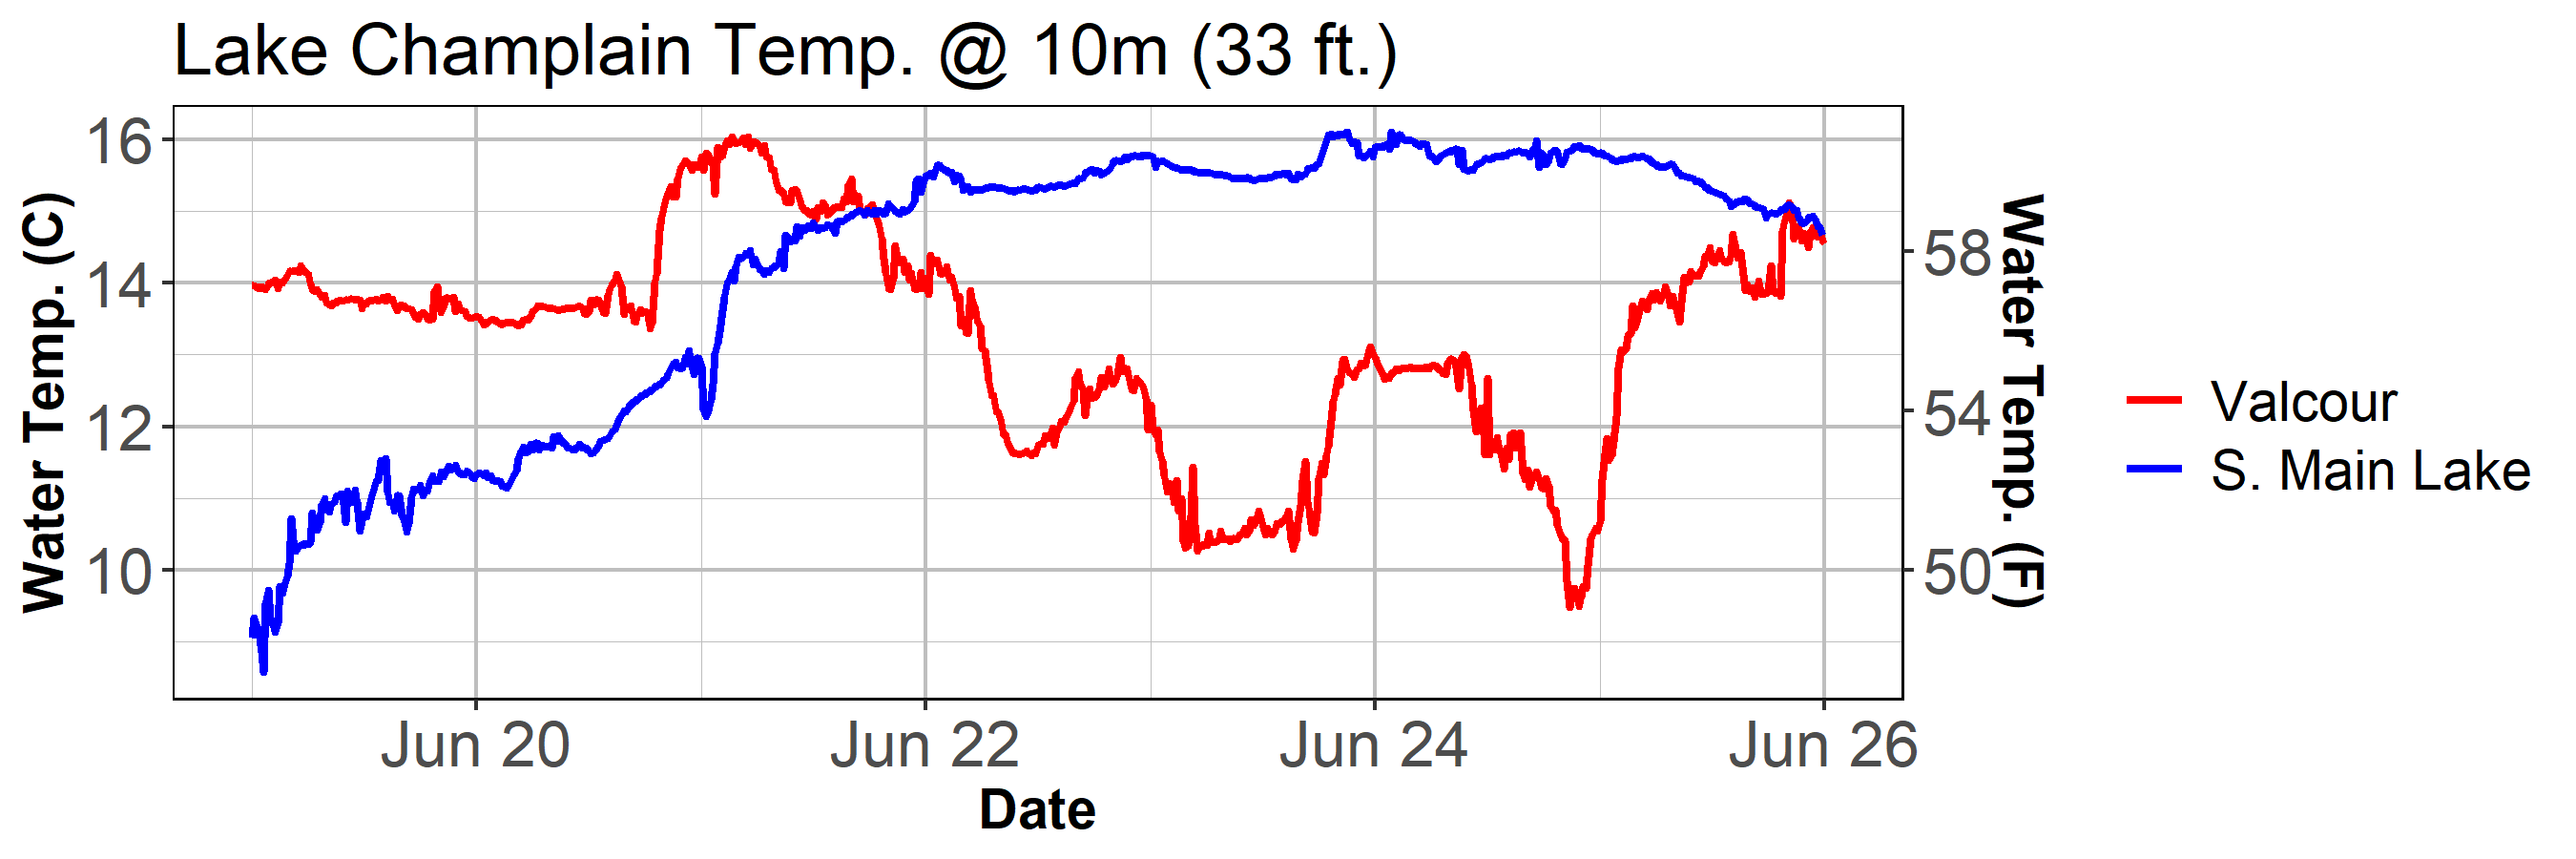 Lake Champlain Temp. @ 10m (33 ft.)
Water Temp. (C)
16
14
12
10
58
54
50
Water Temp. (F)
Jun 20
Jun 22
Jun 24
Jun 26
Date
Valcour
S. Main Lake